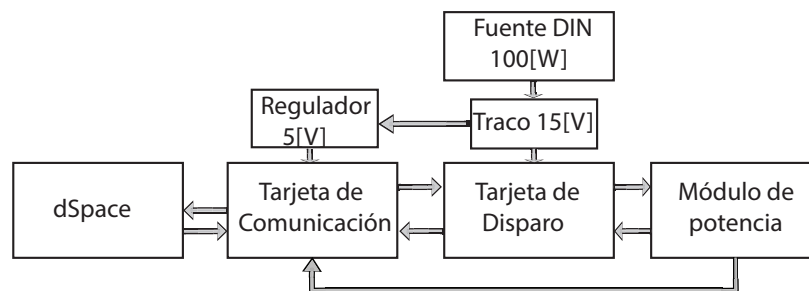 Fuente DIN
100[W]
Regulador
5[V]
Traco 15[V]
dSpace
Tarjeta de
Comunicación
Tarjeta de
Disparo
Módulo de
potencia